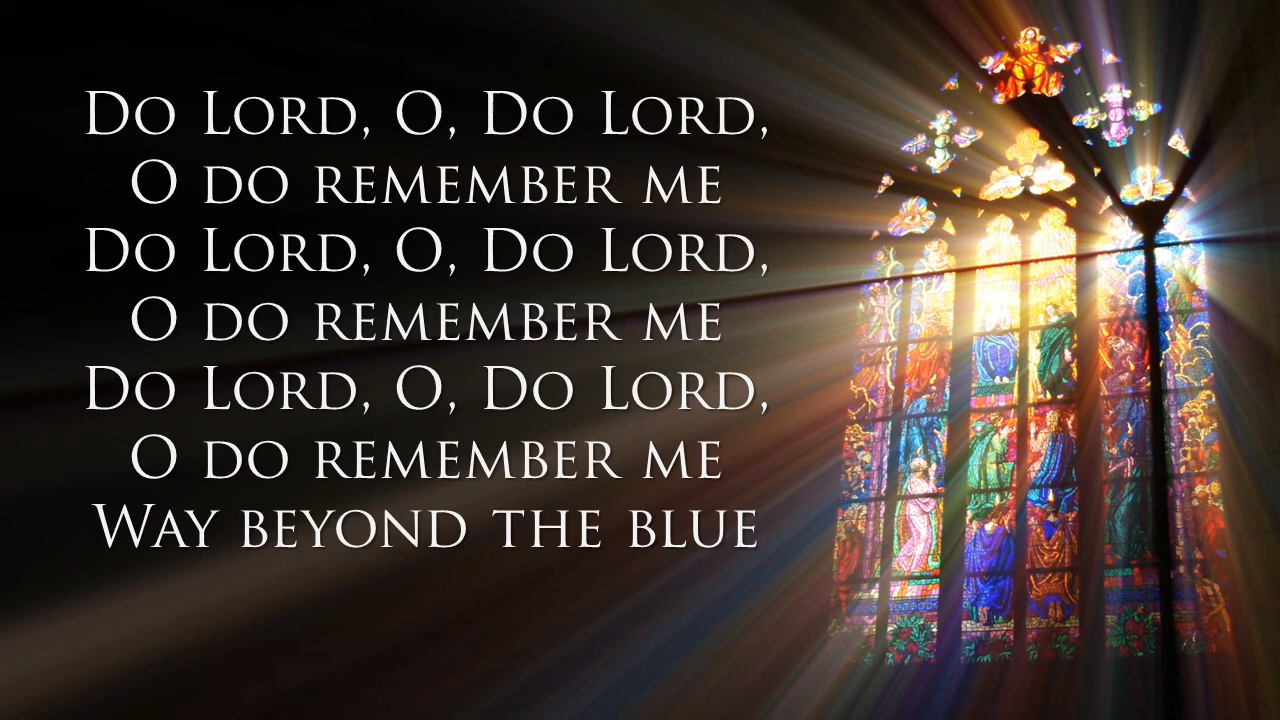 Do Lord, O, Do Lord,
O do remember me
Do Lord, O, Do Lord,
O do remember me
Do Lord, O, Do Lord,
O do remember me
Way beyond the blue